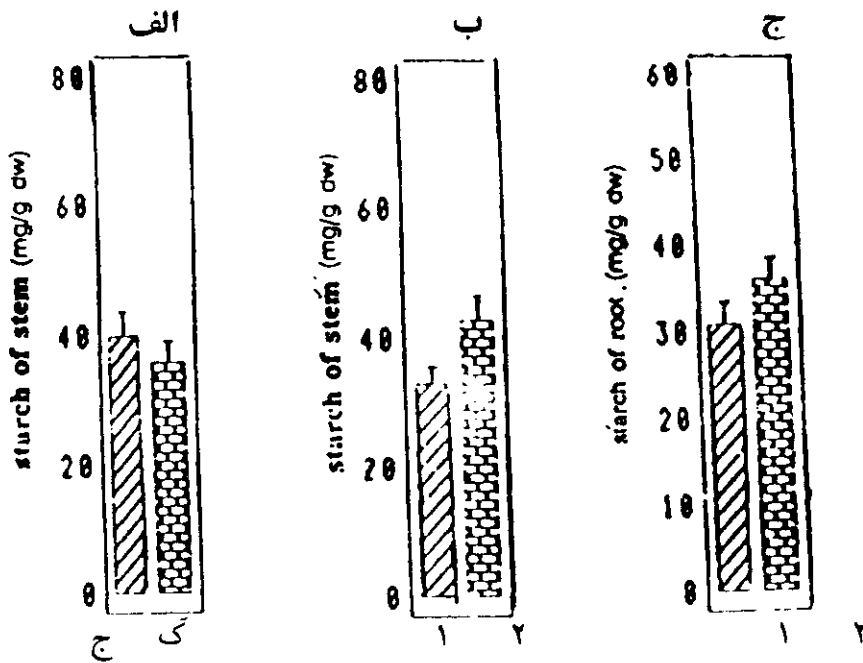 الف
80
60
40
20
0
sturch of stem (mg/g dw)
ج
گ
ب
80
60
40
20
0
starch of stem (mg/g dw)
۱
۲
ج
60
50
40
30
20
10
0
starch of root. (mg/g dw)
۱
۲